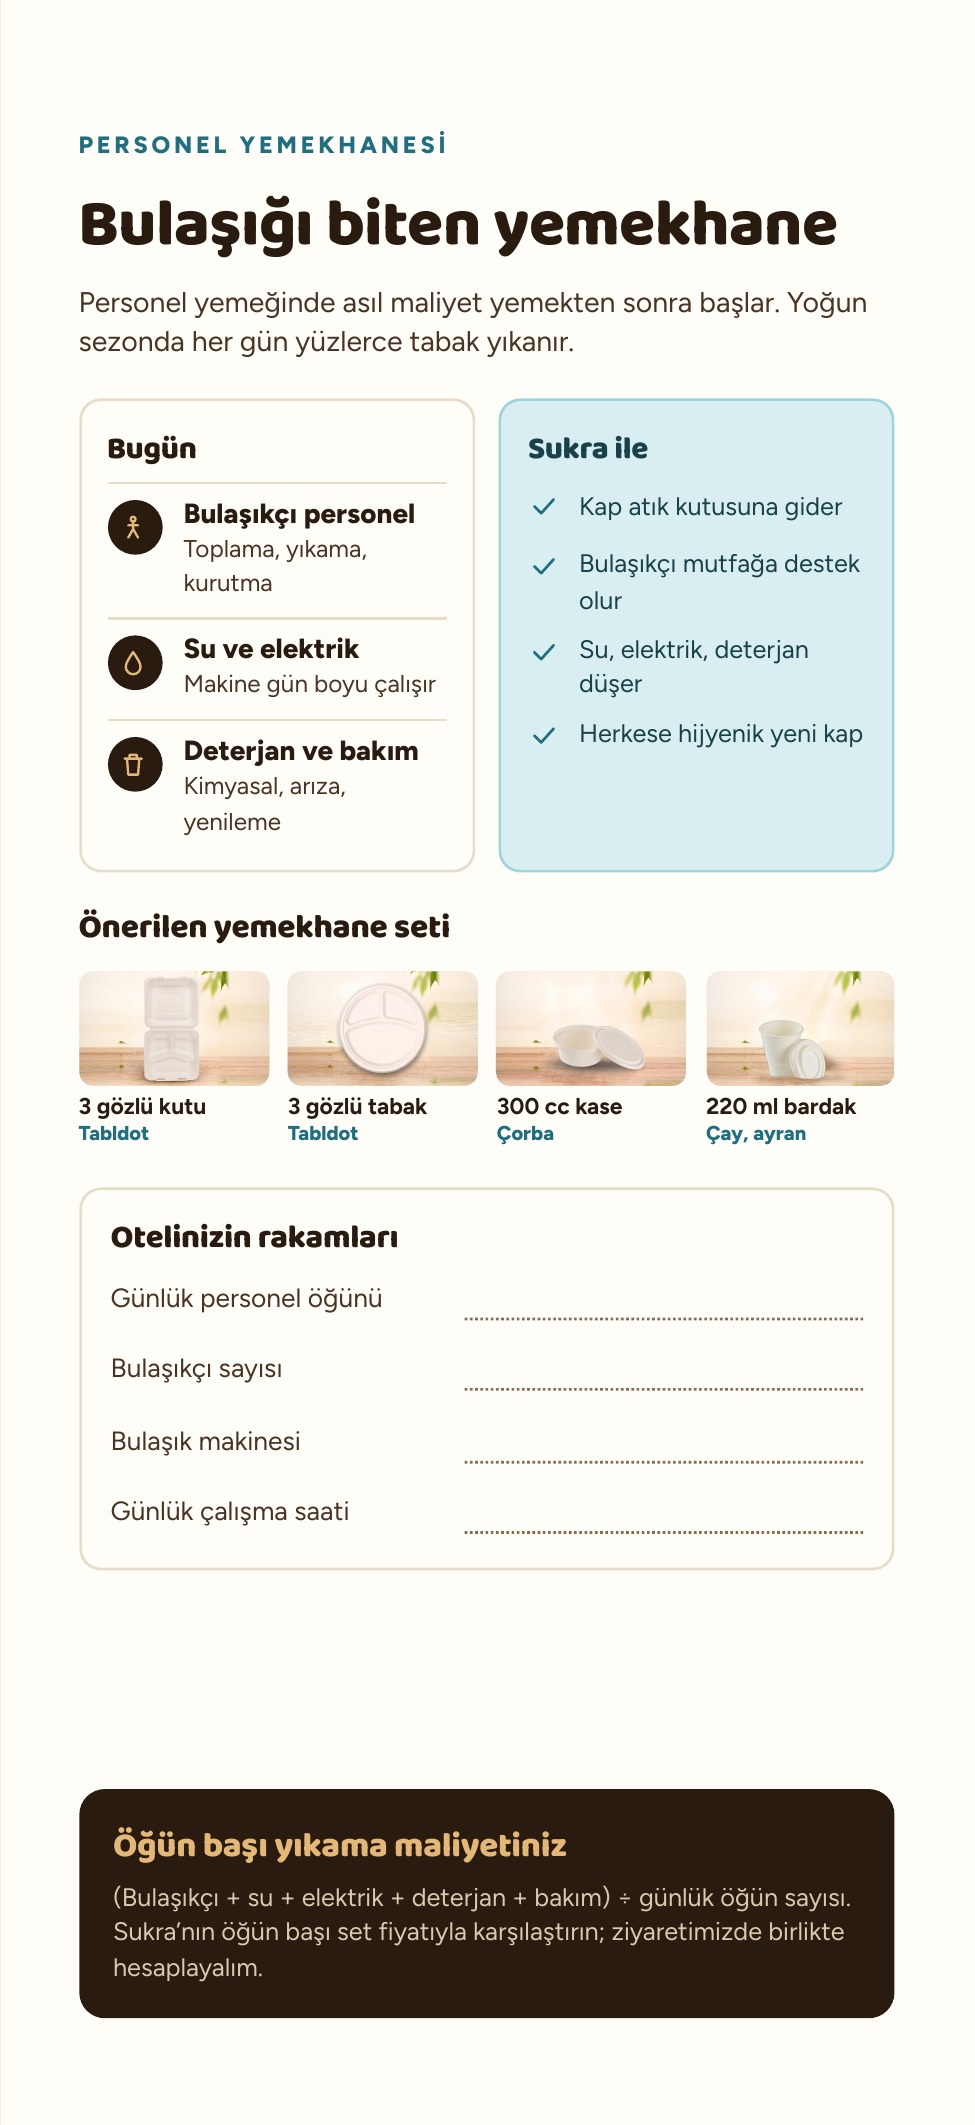 PERSONEL YEMEKHANESİ
Bulaşığı biten yemekhane
Personel yemeğinde asıl maliyet yemekten sonra başlar. Yoğun
sezonda her gün yüzlerce tabak yıkanır.
Bugün
Bulaşıkçı personel
Toplama, yıkama,
kurutma
Su ve elektrik
Makine gün boyu çalışır
Deterjan ve bakım
Kimyasal, arıza,
yenileme
Sukra ile
Kap atık kutusuna gider
Bulaşıkçı mutfağa destek
olur
Su, elektrik, deterjan
düşer
Herkese hijyenik yeni kap
Önerilen yemekhane seti
3 gözlü kutu
Tabldot
3 gözlü tabak
Tabldot
300 cc kase
Çorba
220 ml bardak
Çay, ayran
Otelinizin rakamları
Günlük personel öğünü
Bulaşıkçı sayısı
Bulaşık makinesi
Günlük çalışma saati
Öğün başı yıkama maliyetiniz
(Bulaşıkçı + su + elektrik + deterjan + bakım) ÷ günlük öğün sayısı.
Sukra’nın öğün başı set fiyatıyla karşılaştırın; ziyaretimizde birlikte
hesaplayalım.